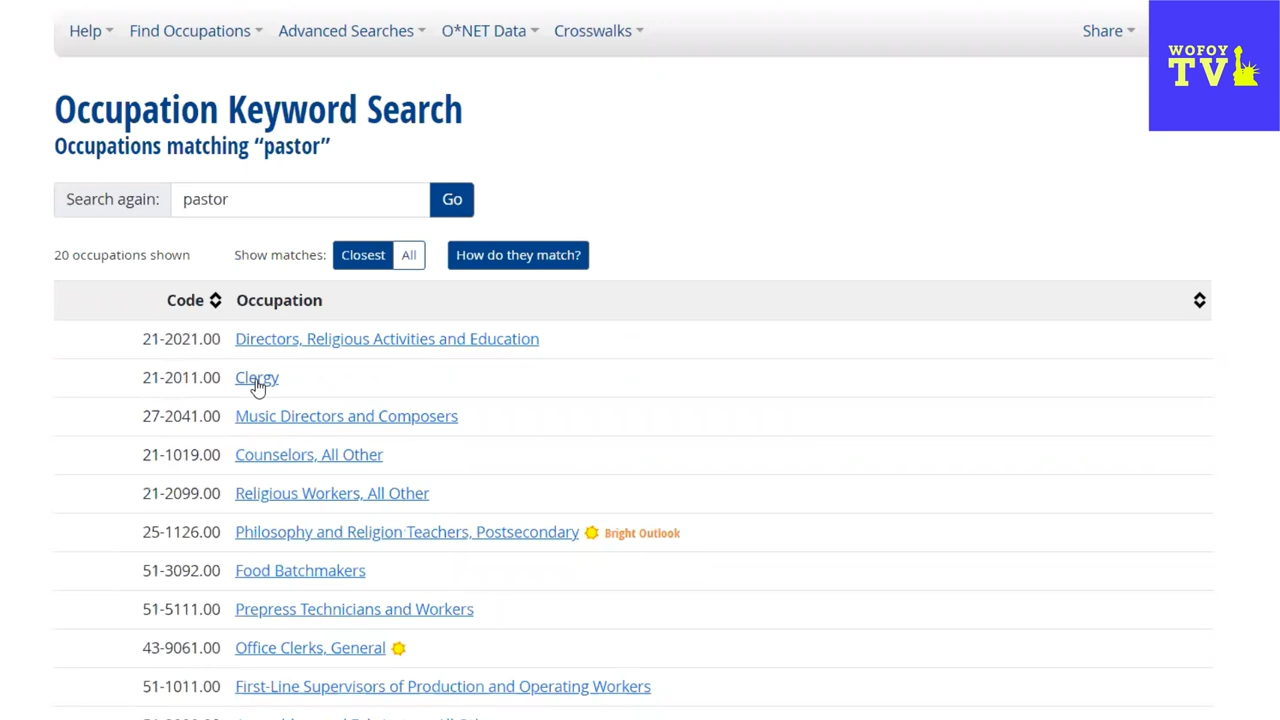 Help Find Occupations Advanced Searches O*NET Data Crosswalks Share
WOFOY
TV
Occupation Keyword Search
Occupations matching “pastor”
Search again: pastor Go
20 occupations shown Show matches: Closest All How do they match?
Code Occupation
21-2021.00 Directors, Religious Activities and Education
21-2011.00 Clergy
27-2041.00 Music Directors and Composers
21-1019.00 Counselors, All Other
21-2099.00 Religious Workers, All Other
25-1126.00 Philosophy and Religion Teachers, Postsecondary Bright Outlook
51-3092.00 Food Batchmakers
51-5111.00 Prepress Technicians and Workers
43-9061.00 Office Clerks, General
51-1011.00 First-Line Supervisors of Production and Operating Workers